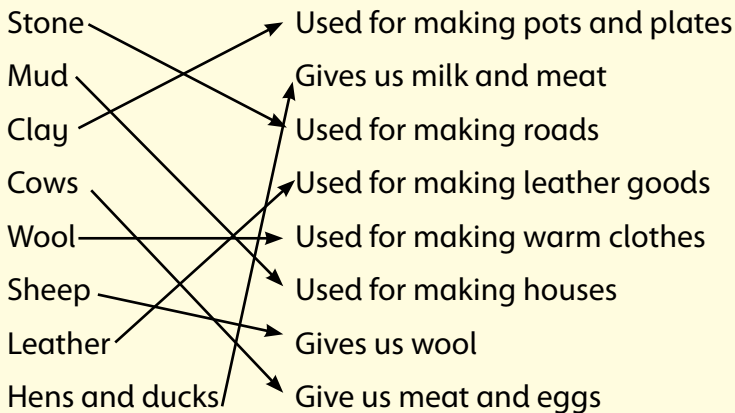 Stone Used for making pots and plates
Mud Gives us milk and meat
Clay Used for making roads
Cows Used for making leather goods
Wool Used for making warm clothes
Sheep Used for making houses
Leather Gives us wool
Hens and ducks Give us meat and eggs